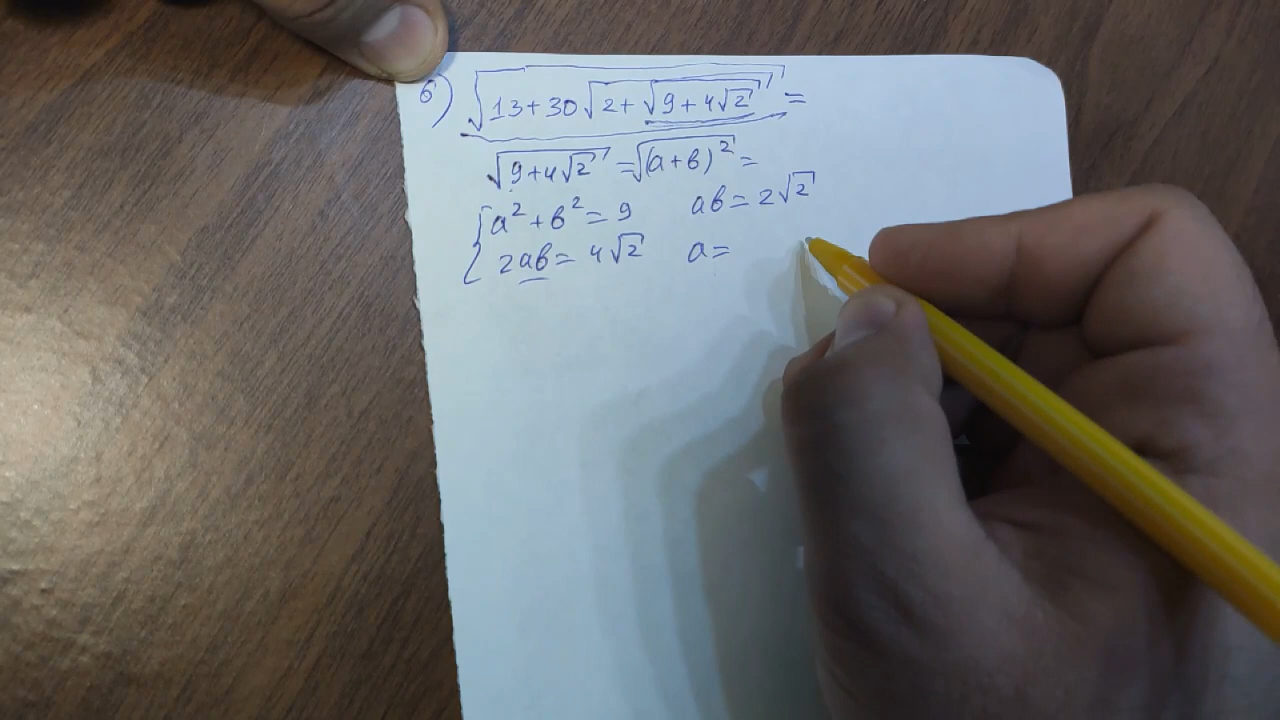 б) √(13+30√(2+√(9+4√2))) =
√(9+4√2) = √((a+b)²) =
{ a²+b²=9 ab=2√2
2ab=4√2 a=